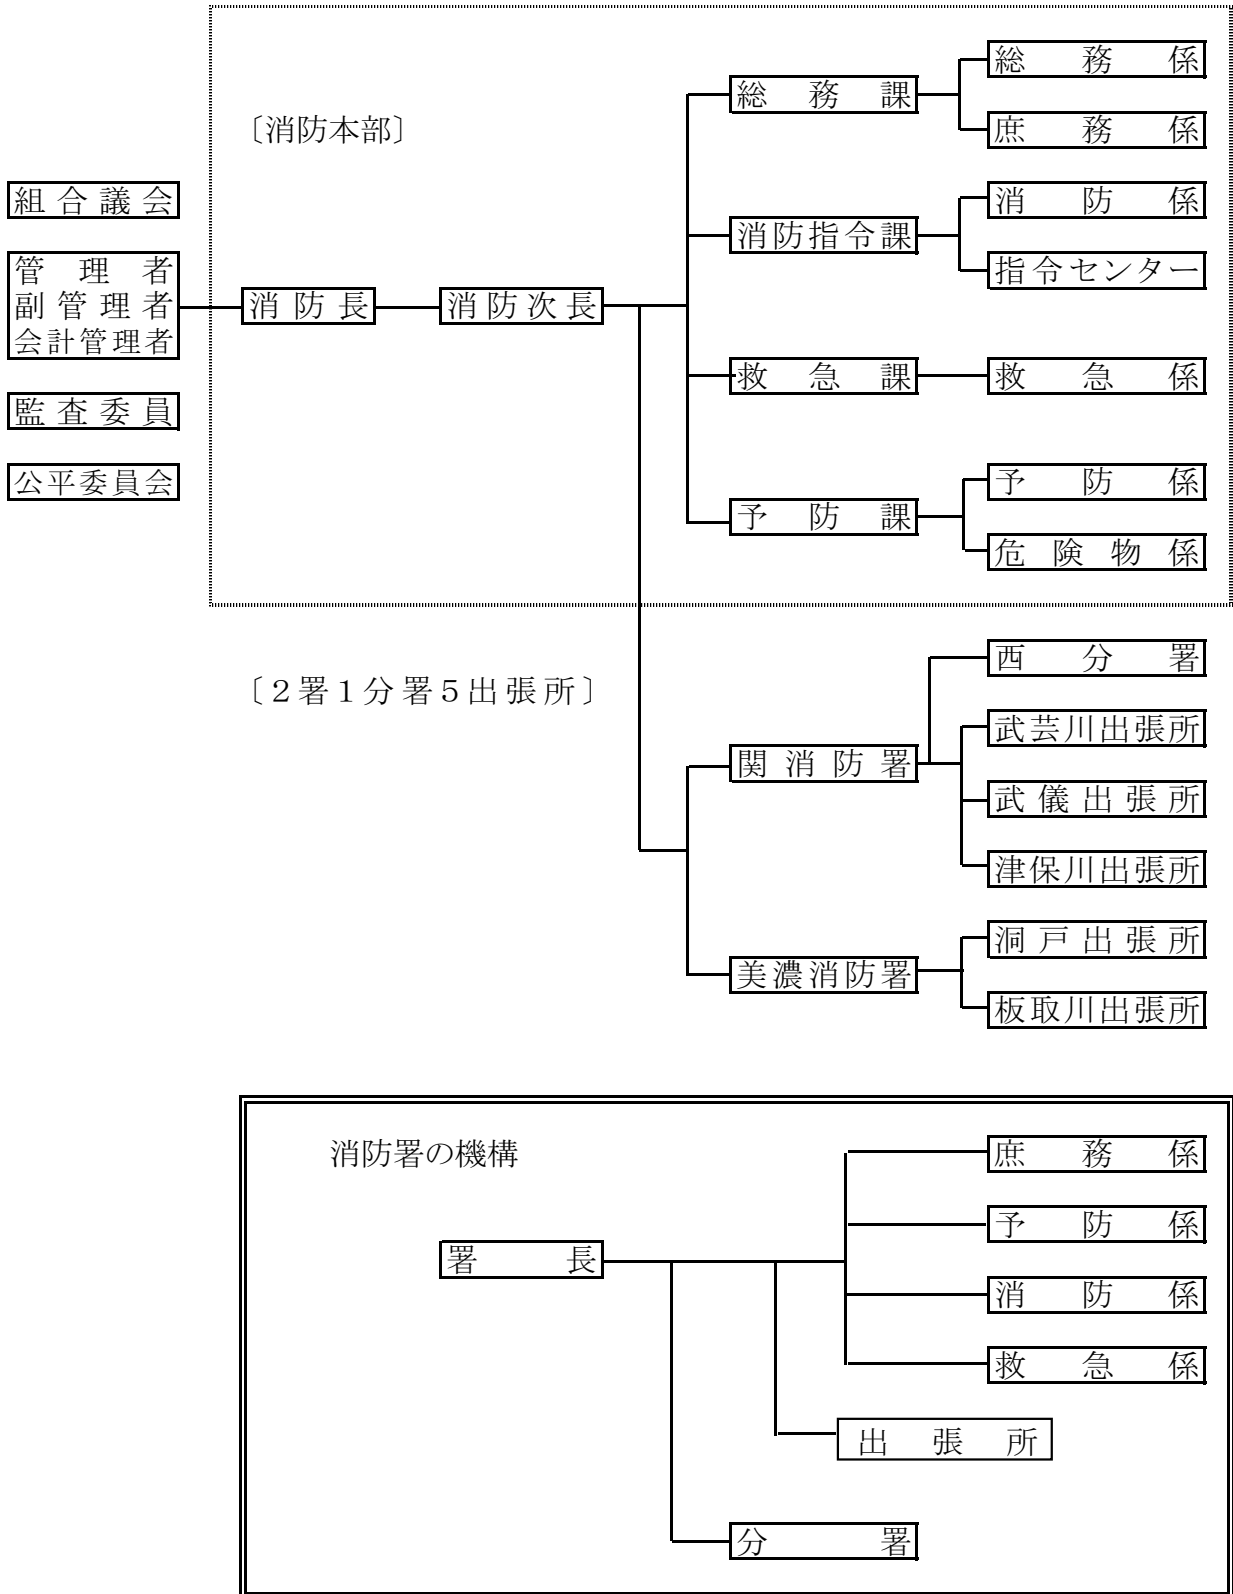 〔消防本部〕
組合議会
管理者
副管理者
会計管理者
監査委員
公平委員会
消防長
消防次長
総務課
総務係
庶務係
消防指令課
消防係
指令センター
救急課
救急係
予防課
予防係
危険物係
〔２署１分署５出張所〕
関消防署
西分署
武芸川出張所
武儀出張所
津保川出張所
美濃消防署
洞戸出張所
板取川出張所
消防署の機構
署長
庶務係
予防係
消防係
救急係
出張所
分署